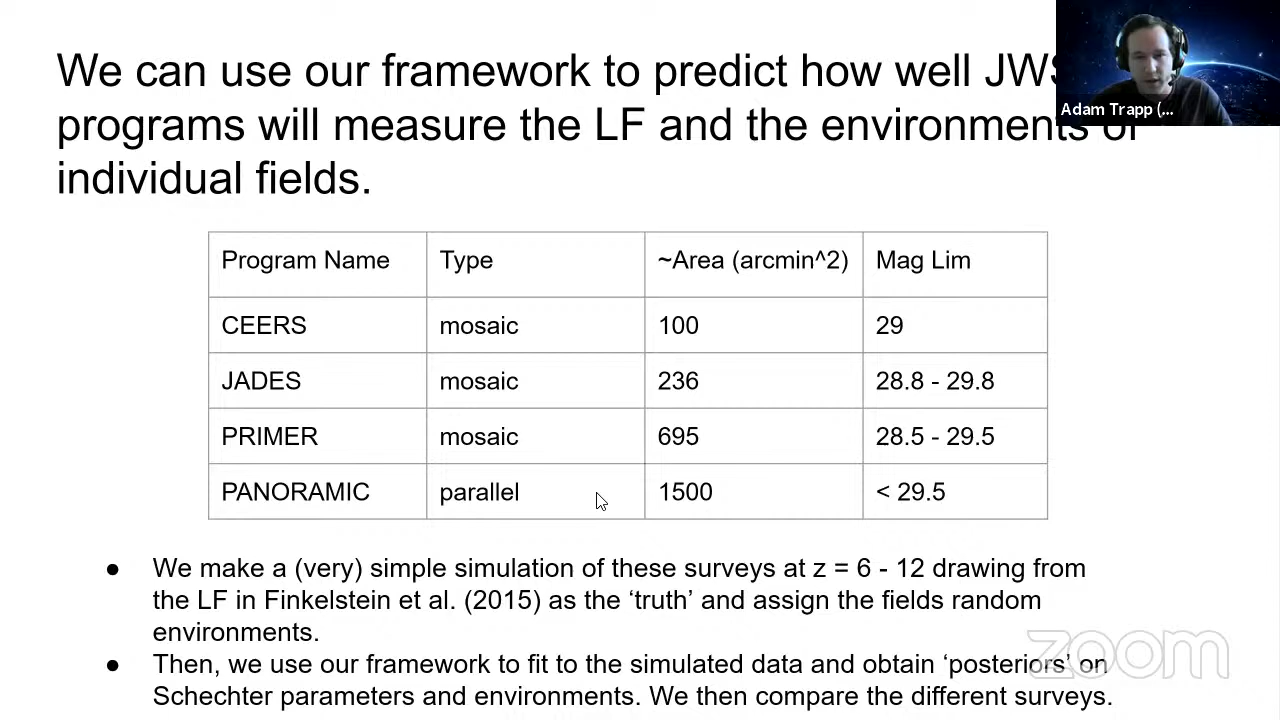 We can use our framework to predict how well
programs will measure the LF and the environments of
individual fields.
Adam Trapp (...
Program Name Type ~Area (arcmin^2) Mag Lim
CEERS mosaic 100 29
JADES mosaic 236 28.8 - 29.8
PRIMER mosaic 695 28.5 - 29.5
PANORAMIC parallel 1500 < 29.5
● We make a (very) simple simulation of these surveys at z = 6 - 12 drawing from
the LF in Finkelstein et al. (2015) as the ‘truth’ and assign the fields random
environments.
● Then, we use our framework to fit to the simulated data and obtain ‘posteriors’ on
Schechter parameters and environments. We then compare the different surveys.
zoom